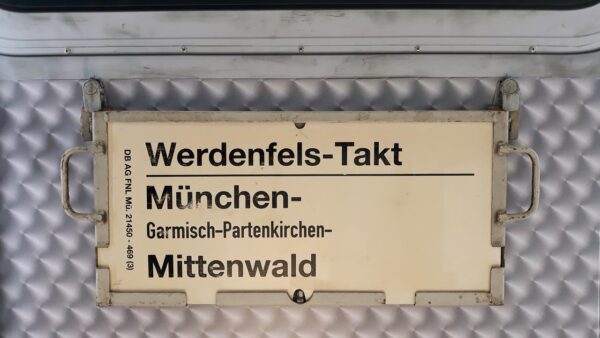 Werdenfels-Takt
München-
Garmisch-Partenkirchen-
Mittenwald
DB AG FNL Mü. 21450 - 469 (3)